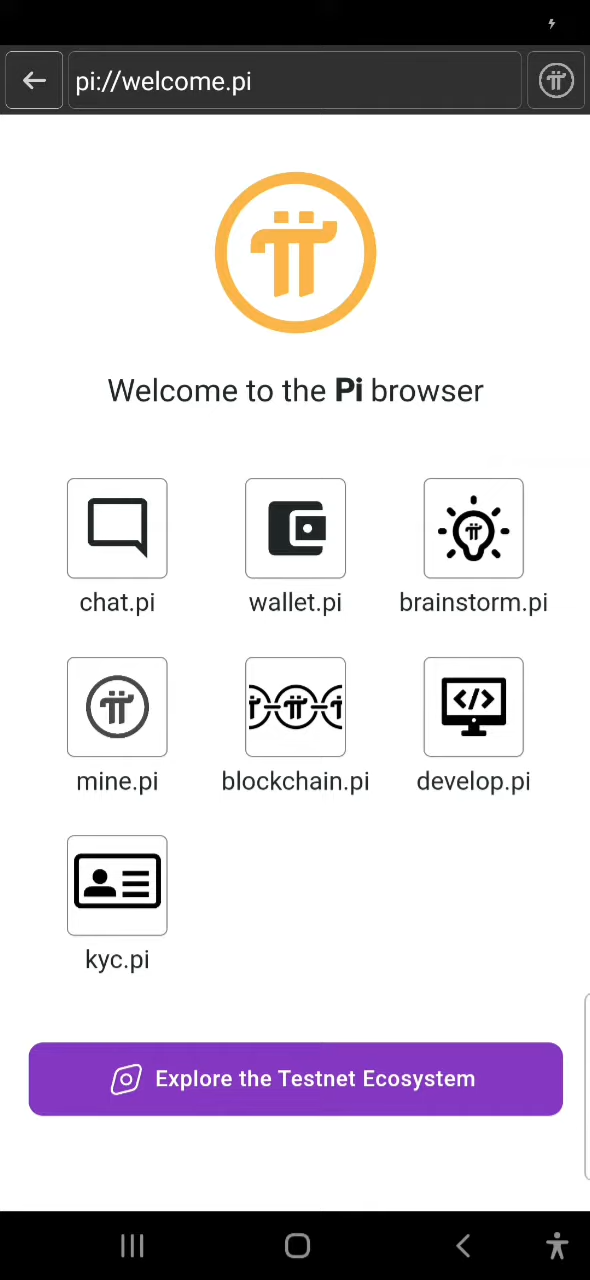 pi://welcome.pi
Welcome to the Pi browser
chat.pi
wallet.pi
brainstorm.pi
mine.pi
blockchain.pi
develop.pi
kyc.pi
Explore the Testnet Ecosystem